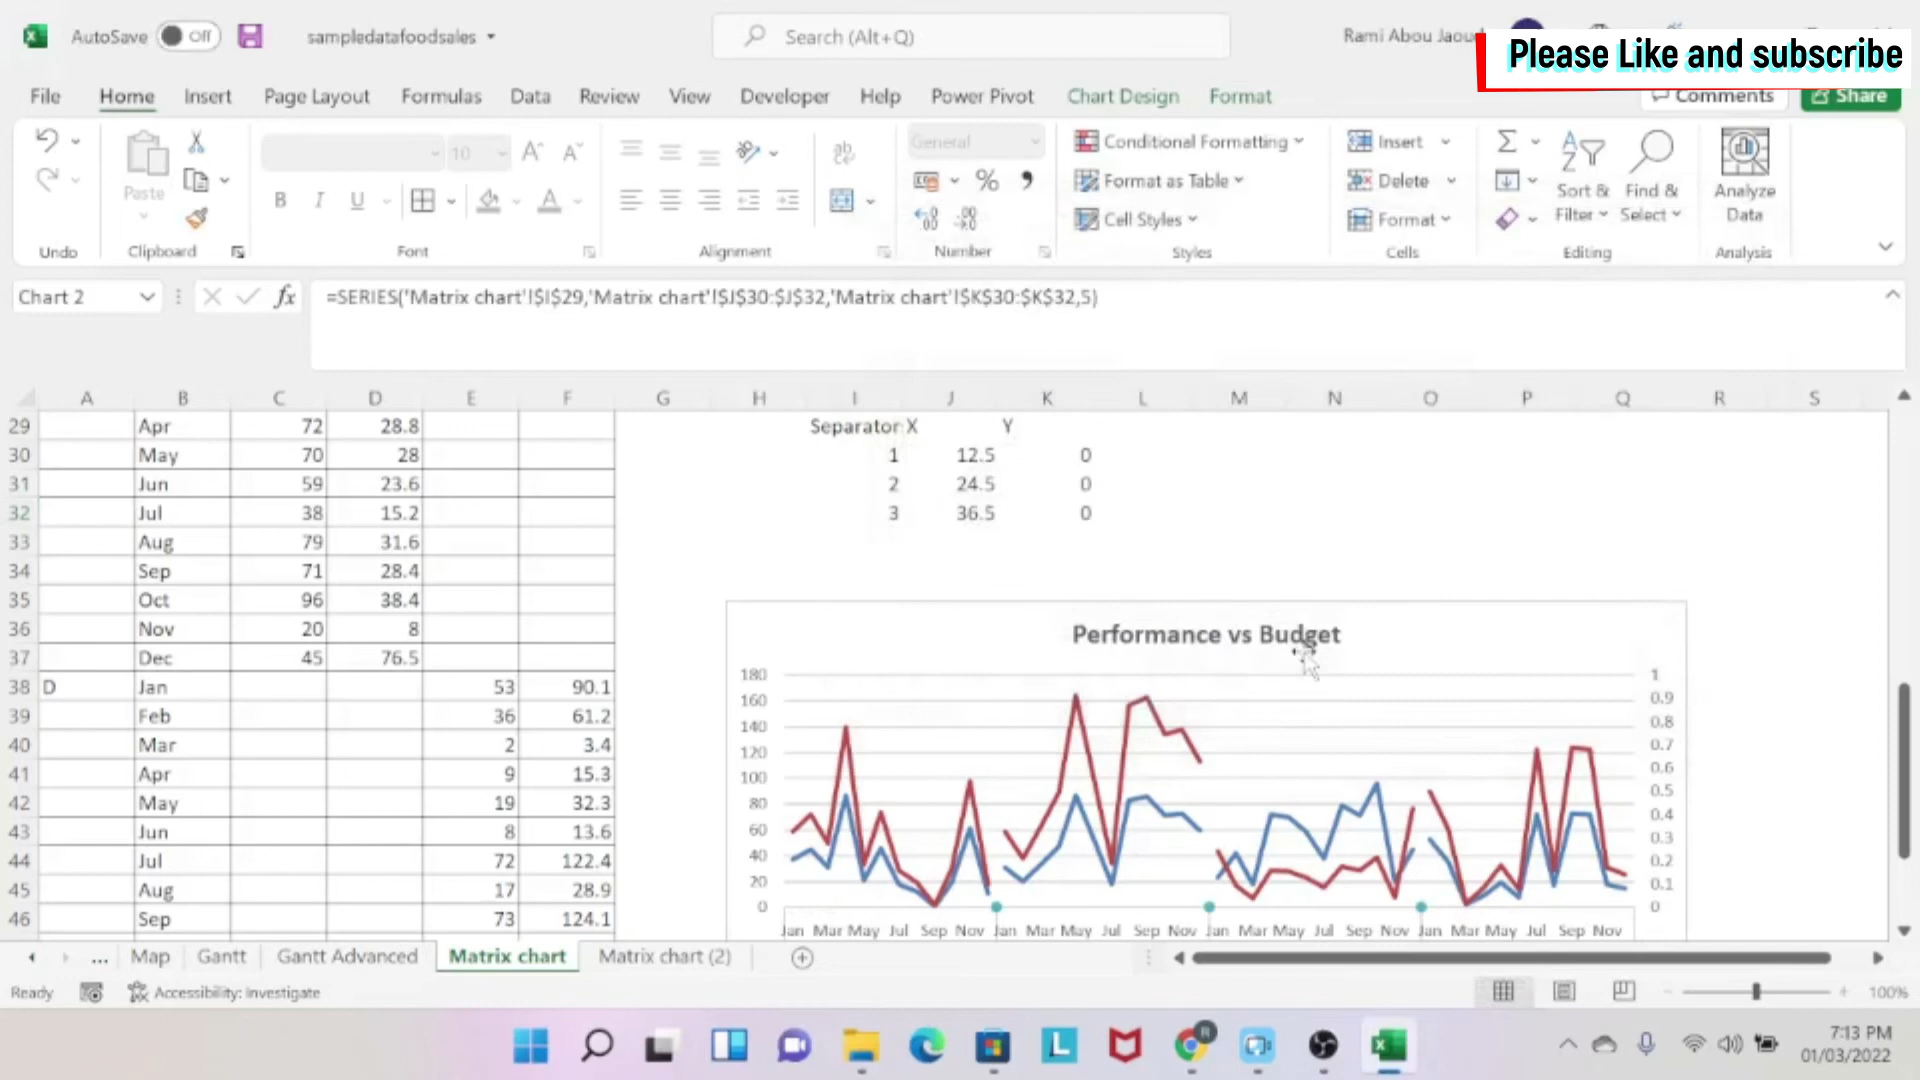 AutoSave Off sampledatafoodsales Search (Alt+Q) Rami Abou Jaoud
Please Like and subscribe
File Home Insert Page Layout Formulas Data Review View Developer Help Power Pivot Chart Design Format Comments Share
General
10
Conditional Formatting
Insert
Paste
B I U
Format as Table
Delete
Sort & Filter
Find & Select
Analyze Data
Cell Styles
Format
Undo Clipboard Font Alignment Number Styles Cells Editing Analysis
Chart 2 fx =SERIES('Matrix chart'!$I$29,'Matrix chart'!$J$30:$J$32,'Matrix chart'!$K$30:$K$32,5)
A B C D E F G H I J K L M N O P Q R S
29 Apr 72 28.8 Separator X Y
30 May 70 28 1 12.5 0
31 Jun 59 23.6 2 24.5 0
32 Jul 38 15.2 3 36.5 0
33 Aug 79 31.6
34 Sep 71 28.4
35 Oct 96 38.4
36 Nov 20 8
37 Dec 45 76.5
38 D Jan 53 90.1
39 Feb 36 61.2
40 Mar 2 3.4
41 Apr 9 15.3
42 May 19 32.3
43 Jun 8 13.6
44 Jul 72 122.4
45 Aug 17 28.9
46 Sep 73 124.1
Performance vs Budget
180
160
140
120
100
80
60
40
20
0
1
0.9
0.8
0.7
0.6
0.5
0.4
0.3
0.2
0.1
0
Jan Mar May Jul Sep Nov Jan Mar May Jul Sep Nov Jan Mar May Jul Sep Nov Jan Mar May Jul Sep Nov
... Map Gantt Gantt Advanced Matrix chart Matrix chart (2)
Ready Accessibility: Investigate 100%
7:13 PM
01/03/2022